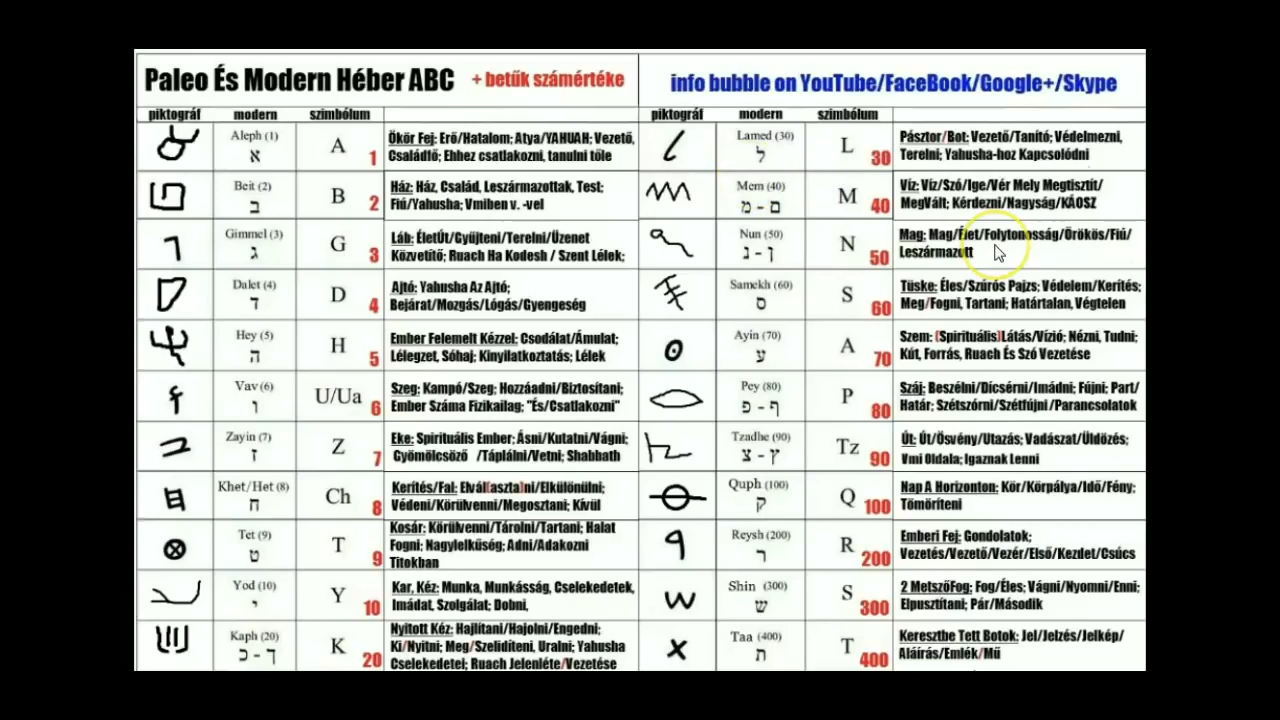 Paleo És Modern Héber ABC + betűk számértéke
info bubble on YouTube/FaceBook/Google+/Skype
piktográf modern szimbólum
piktográf modern szimbólum
Aleph (1)
א
A
1
Ökör Fej: Erő/Hatalom; Atya/YAHUAH; Vezető,
Családfő; Ehhez csatlakozni, tanulni tőle
Beit (2)
ב
B
2
Ház: Ház, Család, Leszármazottak, Test;
Fiú/Yahusha; Vmiben v. -vel
Gimmel (3)
ג
G
3
Láb: ÉletÚt/Gyűjteni/Terelni/Üzenet
Közvetítő; Ruach Ha Kodesh / Szent Lélek;
Dalet (4)
ד
D
4
Ajtó: Yahusha Az Ajtó;
Bejárat/Mozgás/Lógás/Gyengeség
Hey (5)
ה
H
5
Ember Felemelt Kézzel: Csodálat/Ámulat;
Lélegzet, Sóhaj; Kinyilatkoztatás; Lélek
Vav (6)
ו
U/Ua
6
Szeg: Kampó/Szeg; Hozzáadni/Biztosítani;
Ember Száma Fizikailag; "És/Csatlakozni"
Zayin (7)
ז
Z
7
Eke: Spirituális Ember; Ásni/Kutatni/Vágni;
Gyömölcsöző /Táplálni/Vetni; Shabbath
Khet/Het (8)
ח
Ch
8
Kerítés/Fal: Elvál(aszta)ni/Elkülönülni;
Védeni/Körülvenni/Megosztani; Kívül
Tet (9)
ט
T
9
Kosár: Körülvenni/Tárolni/Tartani; Halat
Fogni; Nagylelkűség; Adni/Adakozni
Titokban
Yod (10)
י
Y
10
Kar, Kéz: Munka, Munkásság, Cselekedetek,
Imádat, Szolgálat; Dobni,
Kaph (20)
כ - ך
K
20
Nyitott Kéz: Hajlítani/Hajolni/Engedni;
Ki/Nyitni; Meg/Szelídíteni, Uralni; Yahusha
Cselekedetei; Ruach Jelenléte/Vezetése
Lamed (30)
ל
L
30
Pásztor/Bot: Vezető/Tanító; Védelmezni,
Terelni; Yahusha-hoz Kapcsolódni
Mem (40)
מ - ם
M
40
Víz: Víz/Szó/Ige/Vér Mely Megtisztít/
MegVált; Kérdezni/Nagyság/KÁOSZ
Nun (50)
נ - ן
N
50
Mag: Mag/Élet/Folytonosság/Örökös/Fiú/
Leszármazott
Samekh (60)
ס
S
60
Tüske: Éles/Szúrós Pajzs; Védelem/Kerítés;
Meg/Fogni, Tartani; Határtalan, Végtelen
Ayin (70)
ע
A
70
Szem: (Spirituális)Látás/Vízió; Nézni, Tudni;
Kút, Forrás, Ruach És Szó Vezetése
Pey (80)
פ - ף
P
80
Száj: Beszélni/Dícsérni/Imádni; Fújni; Part/
Határ; Szétszórni/Szétfújni/Parancsolatok
Tzadhe (90)
צ - ץ
Tz
90
Út: Út/Ösvény/Utazás; Vadászat/Üldözés;
Vmi Oldala; Igaznak Lenni
Quph (100)
ק
Q
100
Nap A Horizonton: Kör/Körpálya/Idő/Fény;
Tömöríteni
Reysh (200)
ר
R
200
Emberi Fej: Gondolatok;
Vezetés/Vezető/Vezér/Első/Kezdet/Csúcs
Shin (300)
ש
S
300
2 MetszőFog: Fog/Éles; Vágni/Nyomni/Enni;
Elpusztítani; Pár/Második
Taa (400)
ת
T
400
Keresztbe Tett Botok: Jel/Jelzés/Jelkép/
Aláírás/Emlék/Mű